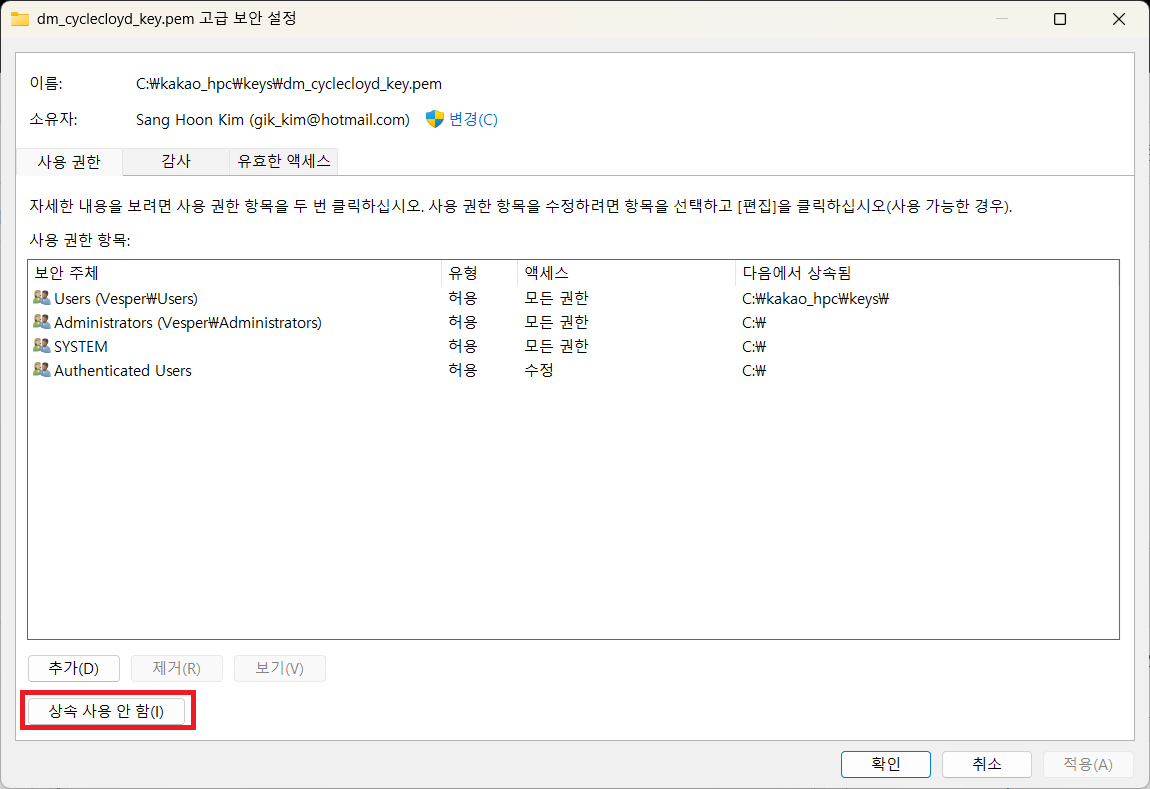 dm_cyclecloyd_key.pem 고급 보안 설정
이름: C:₩kakao_hpc₩keys₩dm_cyclecloyd_key.pem
소유자: Sang Hoon Kim (gik_kim@hotmail.com) 변경(C)
사용 권한 감사 유효한 액세스
자세한 내용을 보려면 사용 권한 항목을 두 번 클릭하십시오. 사용 권한 항목을 수정하려면 항목을 선택하고 [편집]을 클릭하십시오(사용 가능한 경우).
사용 권한 항목:
보안 주체 유형 액세스 다음에서 상속됨
Users (Vesper₩Users) 허용 모든 권한 C:₩kakao_hpc₩keys₩
Administrators (Vesper₩Administrators) 허용 모든 권한 C:₩
SYSTEM 허용 모든 권한 C:₩
Authenticated Users 허용 수정 C:₩
추가(D) 제거(R) 보기(V)
상속 사용 안 함(I)
확인 취소 적용(A)